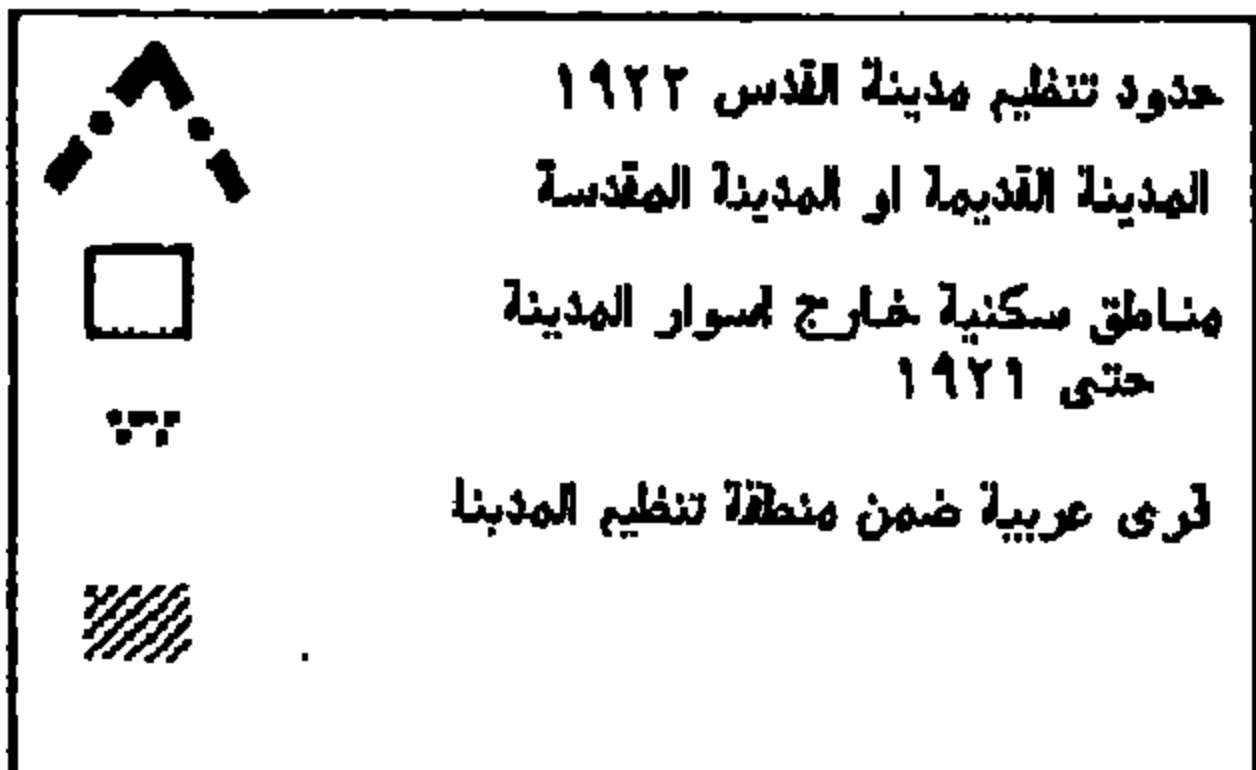 حدود تنظيم مدينة القدس ١٩٢٢
المدينة القديمة او المدينة المقدسة
مناطق سكنية خارج اسوار المدينة
حتى ١٩٢١
قرى عربية ضمن منطقة تنظيم المدينا